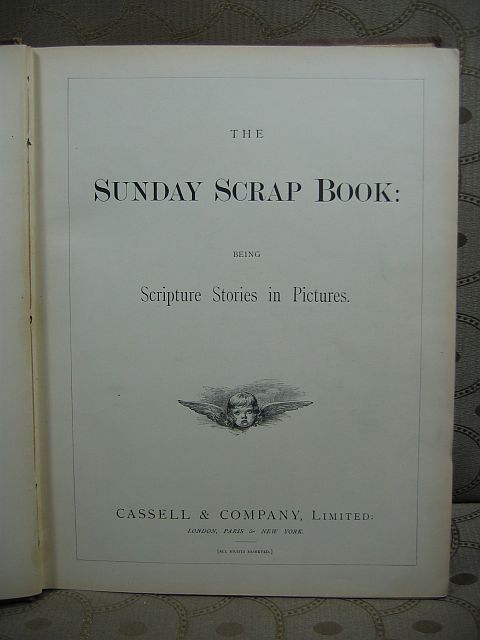 THE
SUNDAY SCRAP BOOK:
BEING
Scripture Stories in Pictures.
CASSELL & COMPANY, LIMITED:
LONDON, PARIS & NEW YORK.
[ALL RIGHTS RESERVED.]